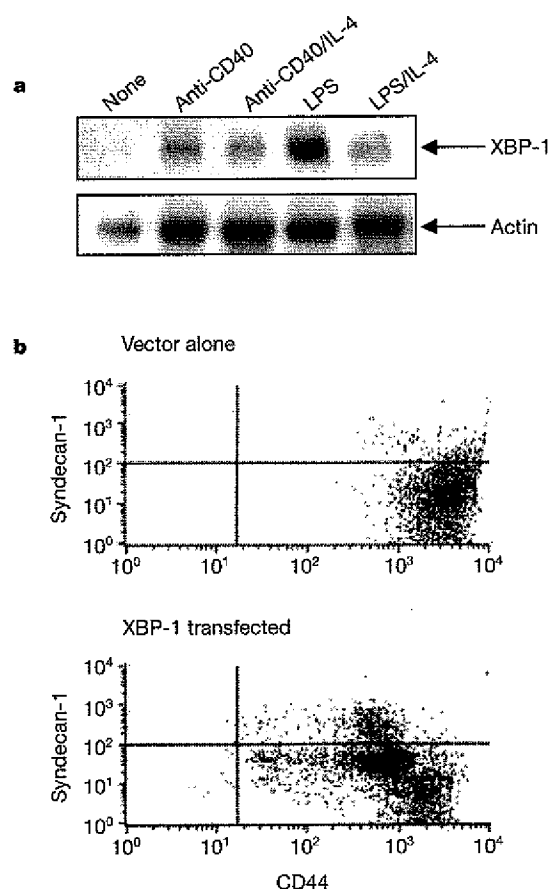 a
None
Anti-CD40
Anti-CD40/IL-4
LPS
LPS/IL-4
XBP-1
Actin
b
Vector alone
Syndecan-1
10⁴
10³
10²
10¹
10⁰
10⁰ 10¹ 10² 10³ 10⁴
XBP-1 transfected
Syndecan-1
10⁴
10³
10²
10¹
10⁰
10⁰ 10¹ 10² 10³ 10⁴
CD44